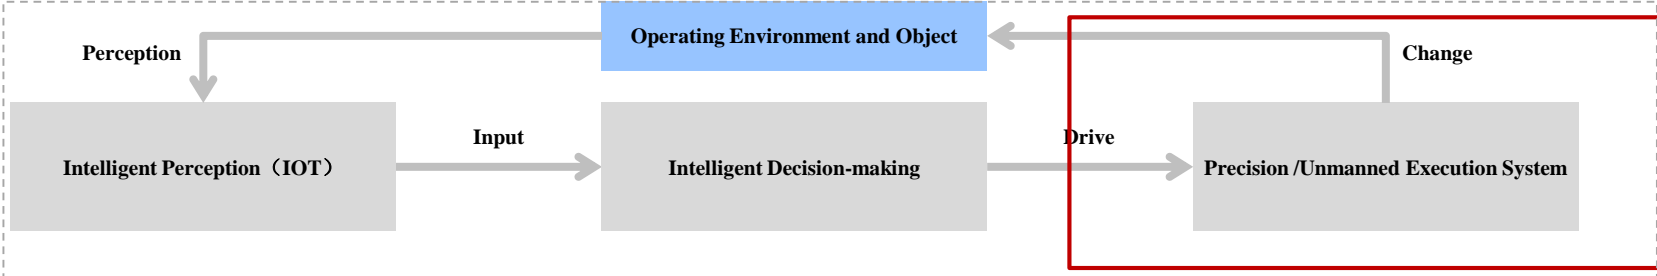 Operating Environment and Object
Perception
Change
Input
Drive
Intelligent Perception（IOT）
Intelligent Decision-making
Precision /Unmanned Execution System